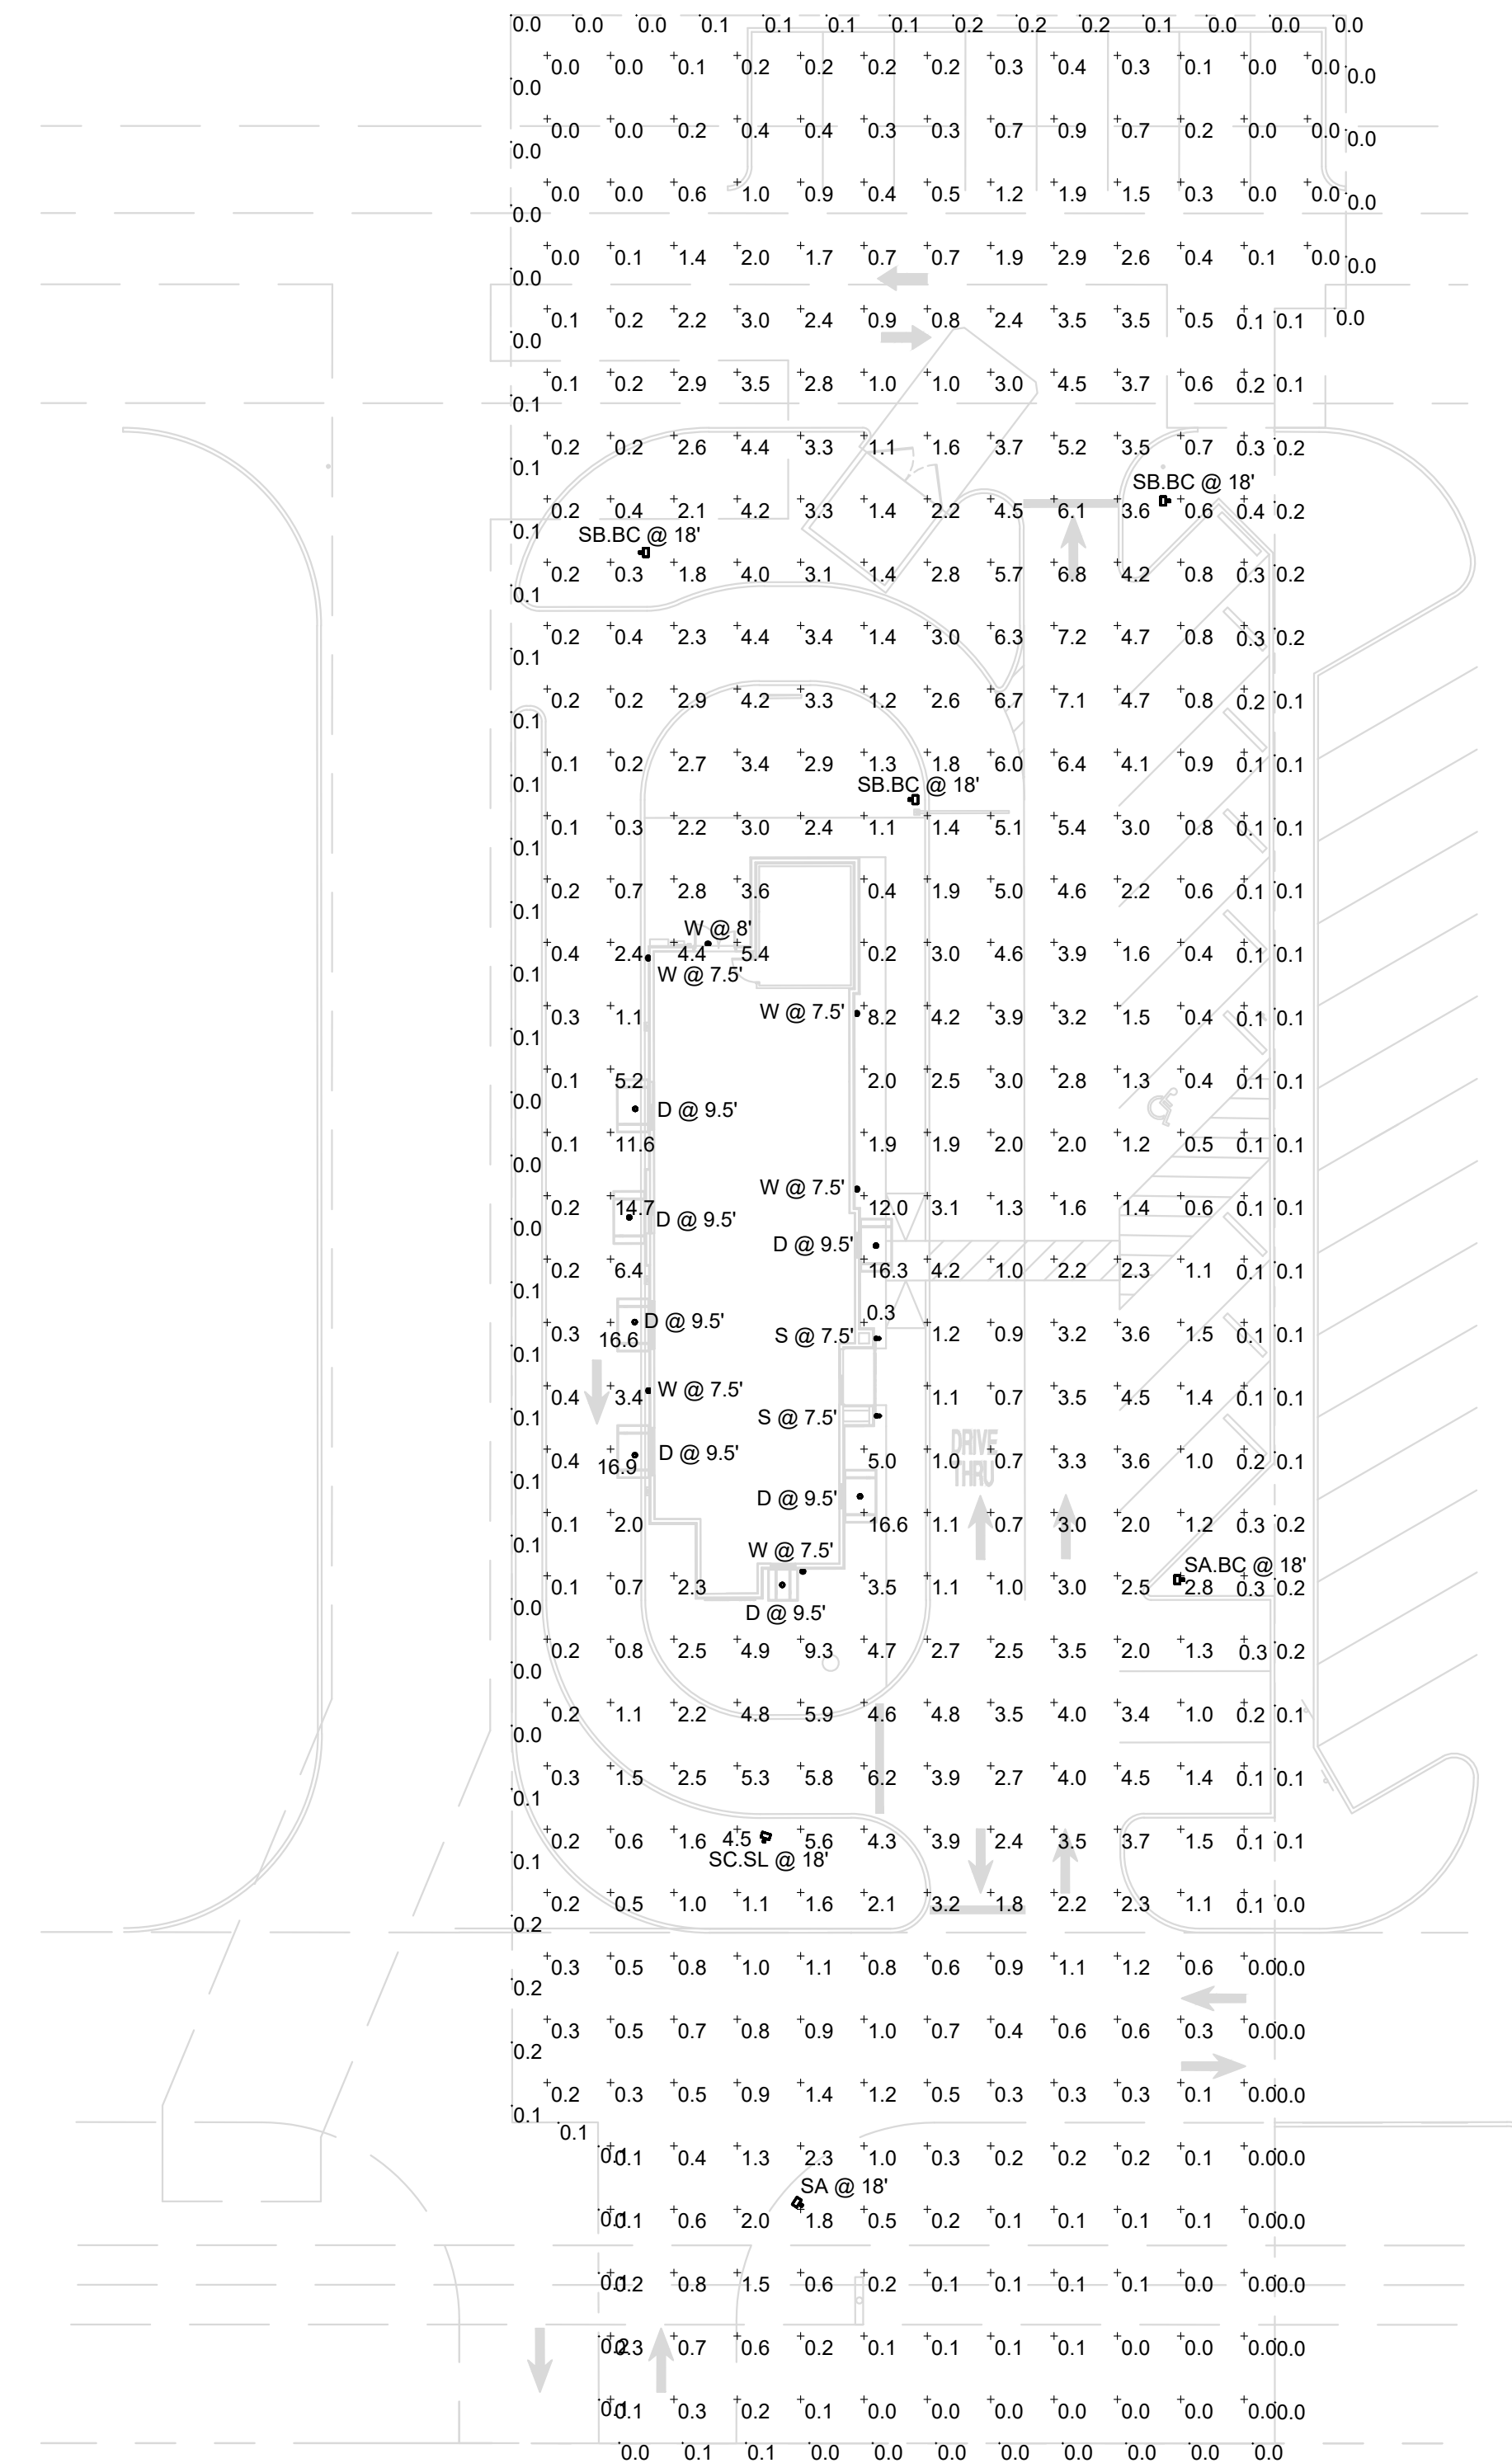 0.0 0.0 0.0 0.1 0.1 0.1 0.1 0.2 0.2 0.2 0.1 0.0 0.0 0.0
+0.0 +0.0 +0.1 +0.2 +0.2 +0.2 +0.2 +0.3 +0.4 +0.3 +0.1 +0.0 +0.0 0.0
0.0
+0.0 +0.0 +0.2 +0.4 +0.4 +0.3 +0.3 +0.7 +0.9 +0.7 +0.2 +0.0 +0.0 0.0
0.0
+0.0 +0.0 +0.6 +1.0 +0.9 +0.4 +0.5 +1.2 +1.9 +1.5 +0.3 +0.0 +0.0 0.0
0.0
+0.0 +0.1 +1.4 +2.0 +1.7 +0.7 +0.7 +1.9 +2.9 +2.6 +0.4 +0.1 +0.0 0.0
0.0
+0.1 +0.2 +2.2 +3.0 +2.4 +0.9 +0.8 +2.4 +3.5 +3.5 +0.5 +0.1 0.1 0.0
0.0
+0.1 +0.2 +2.9 +3.5 +2.8 +1.0 +1.0 +3.0 +4.5 +3.7 +0.6 +0.2 0.1
0.1
+0.2 +0.2 +2.6 +4.4 +3.3 +1.1 +1.6 +3.7 +5.2 +3.5 +0.7 +0.3 0.2
0.1
SB.BC @ 18'
+0.2 +0.4 +2.1 +4.2 +3.3 +1.4 +2.2 +4.5 +6.1 +3.6 +0.6 +0.4 0.2
0.1
SB.BC @ 18'
+0.2 +0.3 +1.8 +4.0 +3.1 +1.4 +2.8 +5.7 +6.8 +4.2 +0.8 +0.3 0.2
0.1
+0.2 +0.4 +2.3 +4.4 +3.4 +1.4 +3.0 +6.3 +7.2 +4.7 +0.8 +0.3 0.2
0.1
+0.2 +0.2 +2.9 +4.2 +3.3 +1.2 +2.6 +6.7 +7.1 +4.7 +0.8 +0.2 0.1
0.1
+0.1 +0.2 +2.7 +3.4 +2.9 +1.3 +1.8 +6.0 +6.4 +4.1 +0.9 +0.1 0.1
0.1
SB.BC @ 18'
+0.1 +0.3 +2.2 +3.0 +2.4 +1.1 +1.4 +5.1 +5.4 +3.0 +0.8 +0.1 0.1
0.1
+0.2 +0.7 +2.8 +3.6 +0.4 +1.9 +5.0 +4.6 +2.2 +0.6 +0.1 0.1
0.1
W @ 8'
+0.4 +2.4 +4.4 +5.4 +0.2 +3.0 +4.6 +3.9 +1.6 +0.4 +0.1 0.1
0.1
W @ 7.5'
W @ 7.5'
+0.3 +1.1 +8.2 +4.2 +3.9 +3.2 +1.5 +0.4 +0.1 0.1
0.1
+0.1 +5.2 +2.0 +2.5 +3.0 +2.8 +1.3 +0.4 +0.1 0.1
0.0
D @ 9.5'
+0.1 +11.6 +1.9 +1.9 +2.0 +2.0 +1.2 +0.5 +0.1 0.1
0.0
W @ 7.5'
+0.2 +14.7 +12.0 +3.1 +1.3 +1.6 +1.4 +0.6 +0.1 0.1
0.0
D @ 9.5'
D @ 9.5'
+0.2 +6.4 +16.3 +4.2 +1.0 +2.2 +2.3 +1.1 +0.1 0.1
0.1
0.3
D @ 9.5'
+0.3 +16.6 +1.2 +0.9 +3.2 +3.6 +1.5 +0.1 0.1
S @ 7.5'
0.1
+0.4 +3.4 W @ 7.5' +1.1 +0.7 +3.5 +4.5 +1.4 +0.1 0.1
0.1
S @ 7.5'
DRIVE
THRU
+0.4 +16.9 D @ 9.5' +5.0 +1.0 +0.7 +3.3 +3.6 +1.0 +0.2 0.1
0.1
D @ 9.5'
+0.1 +2.0 +16.6 +1.1 +0.7 +3.0 +2.0 +1.2 +0.3 0.2
0.1
W @ 7.5'
SA.BC @ 18'
+0.1 +0.7 +2.3 +3.5 +1.1 +1.0 +3.0 +2.5 +2.8 +0.3 0.2
0.0
D @ 9.5'
+0.2 +0.8 +2.5 +4.9 +9.3 +4.7 +2.7 +2.5 +3.5 +2.0 +1.3 +0.3 0.2
0.0
+0.2 +1.1 +2.2 +4.8 +5.9 +4.6 +4.8 +3.5 +4.0 +3.4 +1.0 +0.2 0.1
0.0
+0.3 +1.5 +2.5 +5.3 +5.8 +6.2 +3.9 +2.7 +4.0 +4.5 +1.4 +0.1 0.1
0.1
+0.2 +0.6 +1.6 +4.5 +5.6 +4.3 +3.9 +2.4 +3.5 +3.7 +1.5 +0.1 0.1
SC.SL @ 18'
0.1
+0.2 +0.5 +1.0 +1.1 +1.6 +2.1 +3.2 +1.8 +2.2 +2.3 +1.1 +0.1 0.0
0.2
+0.3 +0.5 +0.8 +1.0 +1.1 +0.8 +0.6 +0.9 +1.1 +1.2 +0.6 +0.0 0.0
0.2
+0.3 +0.5 +0.7 +0.8 +0.9 +1.0 +0.7 +0.4 +0.6 +0.6 +0.3 +0.0 0.0
0.2
+0.2 +0.3 +0.5 +0.9 +1.4 +1.2 +0.5 +0.3 +0.3 +0.3 +0.1 +0.0 0.0
0.1
0.1
0.1 +0.1 +0.4 +1.3 +2.3 +1.0 +0.3 +0.2 +0.2 +0.2 +0.1 +0.0 0.0
SA @ 18'
0.1 +0.1 +0.6 +2.0 +1.8 +0.5 +0.2 +0.1 +0.1 +0.1 +0.1 +0.0 0.0
0.1 +0.2 +0.8 +1.5 +0.6 +0.2 +0.1 +0.1 +0.1 +0.1 +0.0 +0.0 0.0
0.2 +0.3 +0.7 +0.6 +0.2 +0.1 +0.1 +0.1 +0.1 +0.0 +0.0 +0.0 0.0
0.1 +0.1 +0.3 +0.2 +0.1 +0.0 +0.0 +0.0 +0.0 +0.0 +0.0 +0.0 0.0
0.0 0.1 0.1 0.0 0.0 0.0 0.0 0.0 0.0 0.0 0.0